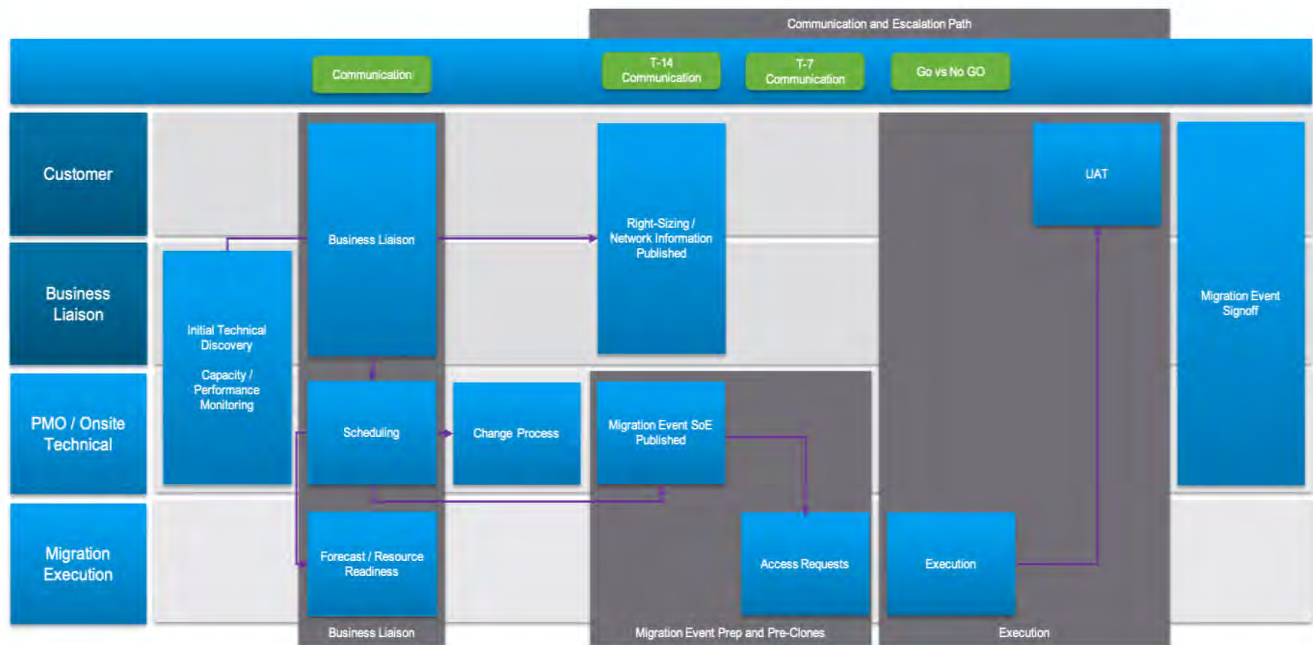 Communication and Escalation Path
Communication
T-14
Communication
T-7
Communication
Go vs No GO
Customer
Business
Liaison
PMO / Onsite
Technical
Migration
Execution
Initial Technical
Discovery
Capacity /
Performance
Monitoring
Business Liaison
Scheduling
Forecast / Resource
Readiness
Change Process
Right-Sizing /
Network Information
Published
Migration Event SoE
Published
Access Requests
Execution
UAT
Migration Event
Signoff
Business Liaison
Migration Event Prep and Pre-Clones
Execution